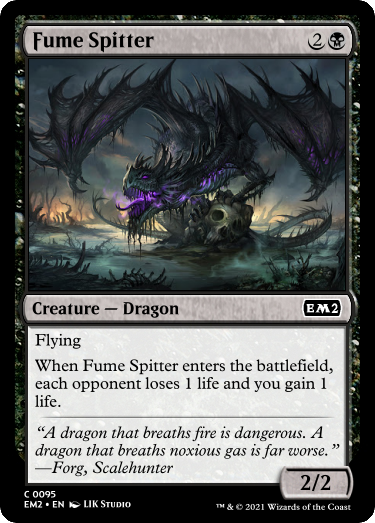 Fume Spitter 2
Creature — Dragon EM2
Flying
When Fume Spitter enters the battlefield,
each opponent loses 1 life and you gain 1
life.
“A dragon that breaths fire is dangerous. A
dragon that breaths noxious gas is far worse.”
—Forg, Scalehunter
2/2
C 0095
EM2 • EN LIK Studio
™ & © 2021 Wizards of the Coast